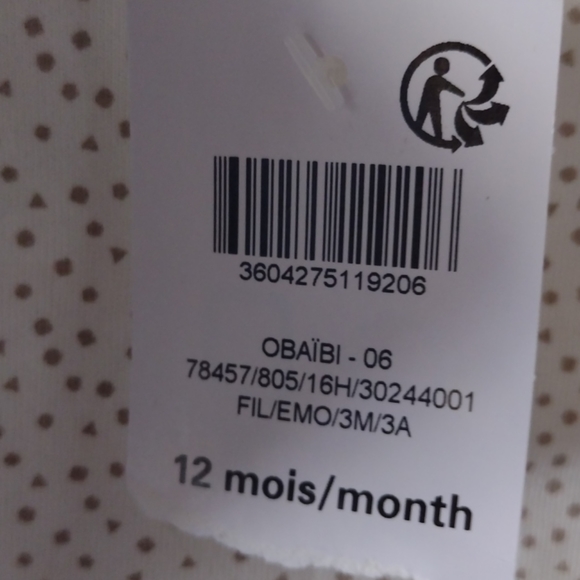 3604275119206
OBAÏBI - 06
78457/805/16H/30244001
FIL/EMO/3M/3A
12 mois/month